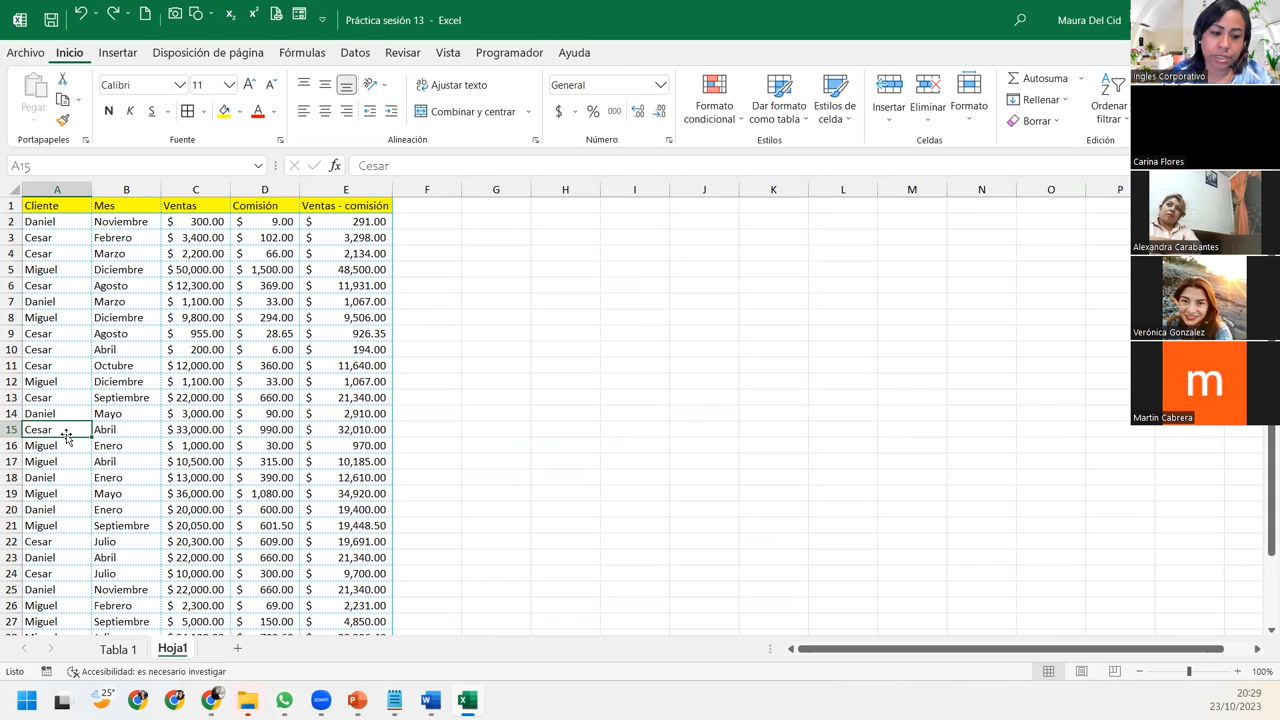 Práctica sesión 13 - Excel
Maura Del Cid
Archivo Inicio Insertar Disposición de página Fórmulas Datos Revisar Vista Programador Ayuda
Calibri 11 General Autosuma
Pegar Ajustar texto Formato condicional Dar formato como tabla Estilos de celda Insertar Eliminar Formato Rellenar Ordenar filtrar
N K S Combinar y centrar $ % 000 Borrar
Portapapeles Fuente Alineación Número Estilos Celdas Edición
A15 fx Cesar
A B C D E F G H I J K L M N O P
1 Cliente Mes Ventas Comisión Ventas - comisión
2 Daniel Noviembre $ 300.00 $ 9.00 $ 291.00
3 Cesar Febrero $ 3,400.00 $ 102.00 $ 3,298.00
4 Cesar Marzo $ 2,200.00 $ 66.00 $ 2,134.00
5 Miguel Diciembre $ 50,000.00 $ 1,500.00 $ 48,500.00
6 Cesar Agosto $ 12,300.00 $ 369.00 $ 11,931.00
7 Daniel Marzo $ 1,100.00 $ 33.00 $ 1,067.00
8 Miguel Diciembre $ 9,800.00 $ 294.00 $ 9,506.00
9 Cesar Agosto $ 955.00 $ 28.65 $ 926.35
10 Cesar Abril $ 200.00 $ 6.00 $ 194.00
11 Cesar Octubre $ 12,000.00 $ 360.00 $ 11,640.00
12 Miguel Diciembre $ 1,100.00 $ 33.00 $ 1,067.00
13 Cesar Septiembre $ 22,000.00 $ 660.00 $ 21,340.00
14 Daniel Mayo $ 3,000.00 $ 90.00 $ 2,910.00
15 Cesar Abril $ 33,000.00 $ 990.00 $ 32,010.00
16 Miguel Enero $ 1,000.00 $ 30.00 $ 970.00
17 Miguel Abril $ 10,500.00 $ 315.00 $ 10,185.00
18 Daniel Enero $ 13,000.00 $ 390.00 $ 12,610.00
19 Miguel Mayo $ 36,000.00 $ 1,080.00 $ 34,920.00
20 Daniel Enero $ 20,000.00 $ 600.00 $ 19,400.00
21 Miguel Septiembre $ 20,050.00 $ 601.50 $ 19,448.50
22 Cesar Julio $ 20,300.00 $ 609.00 $ 19,691.00
23 Daniel Abril $ 22,000.00 $ 660.00 $ 21,340.00
24 Cesar Julio $ 10,000.00 $ 300.00 $ 9,700.00
25 Daniel Noviembre $ 22,000.00 $ 660.00 $ 21,340.00
26 Miguel Febrero $ 2,300.00 $ 69.00 $ 2,231.00
27 Miguel Septiembre $ 5,000.00 $ 150.00 $ 4,850.00
Tabla 1 Hoja1
Listo Accesibilidad: es necesario investigar 100%
25°
20:29
23/10/2023
Ingles Corporativo
Carina Flores
Alexandra Carabantes
Verónica Gonzalez
m
Martin Cabrera